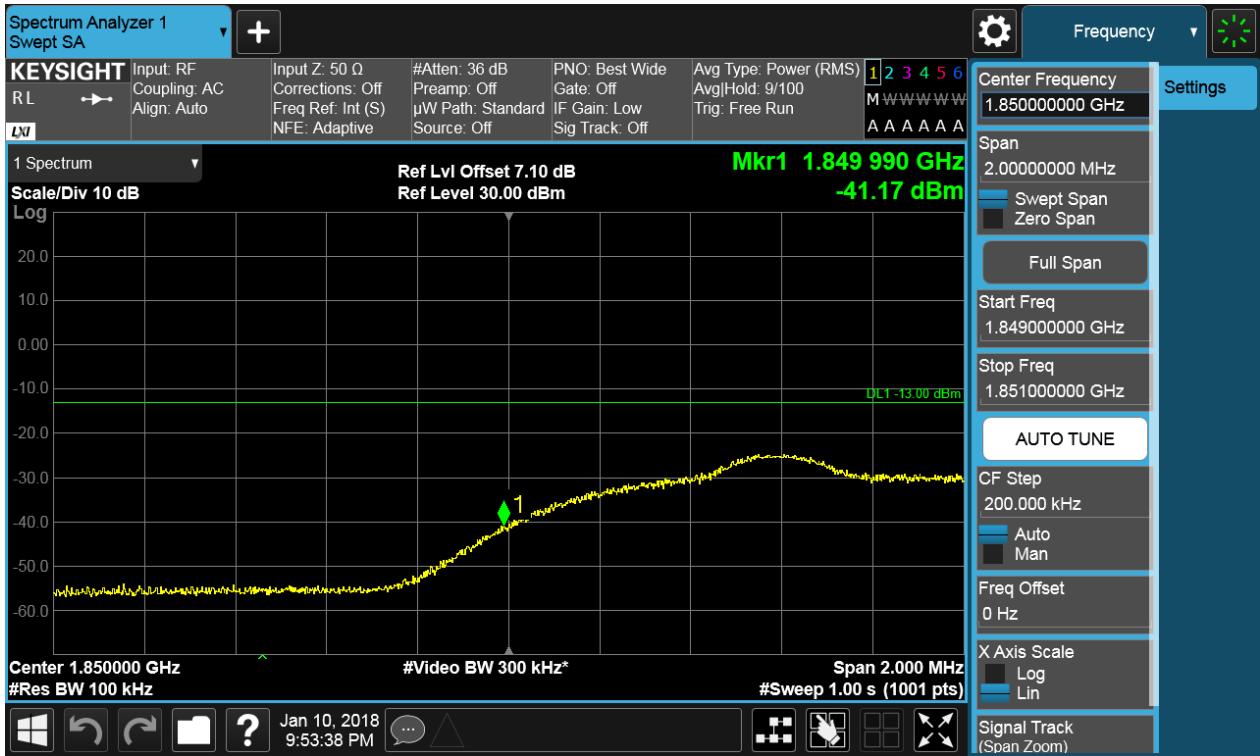 Spectrum Analyzer 1
Swept SA
+
Frequency
KEYSIGHT
R L
LXI
Input: RF
Coupling: AC
Align: Auto
Input Z: 50 Ω
Corrections: Off
Freq Ref: Int (S)
NFE: Adaptive
#Atten: 36 dB
Preamp: Off
µW Path: Standard
Source: Off
PNO: Best Wide
Gate: Off
IF Gain: Low
Sig Track: Off
Avg Type: Power (RMS)
Avg|Hold: 9/100
Trig: Free Run
1 2 3 4 5 6
M W W W W W
A A A A A A
1 Spectrum
Scale/Div 10 dB
Log
Ref Lvl Offset 7.10 dB
Ref Level 30.00 dBm
Mkr1 1.849 990 GHz
-41.17 dBm
20.0
10.0
0.00
-10.0
DL1 -13.00 dBm
-20.0
-30.0
1
-40.0
-50.0
-60.0
Center 1.850000 GHz
#Video BW 300 kHz*
Span 2.000 MHz
#Res BW 100 kHz
#Sweep 1.00 s (1001 pts)
Center Frequency
1.850000000 GHz
Settings
Span
2.00000000 MHz
Swept Span
Zero Span
Full Span
Start Freq
1.849000000 GHz
Stop Freq
1.851000000 GHz
AUTO TUNE
CF Step
200.000 kHz
Auto
Man
Freq Offset
0 Hz
X Axis Scale
Log
Lin
Signal Track
(Span Zoom)
?
Jan 10, 2018
9:53:38 PM